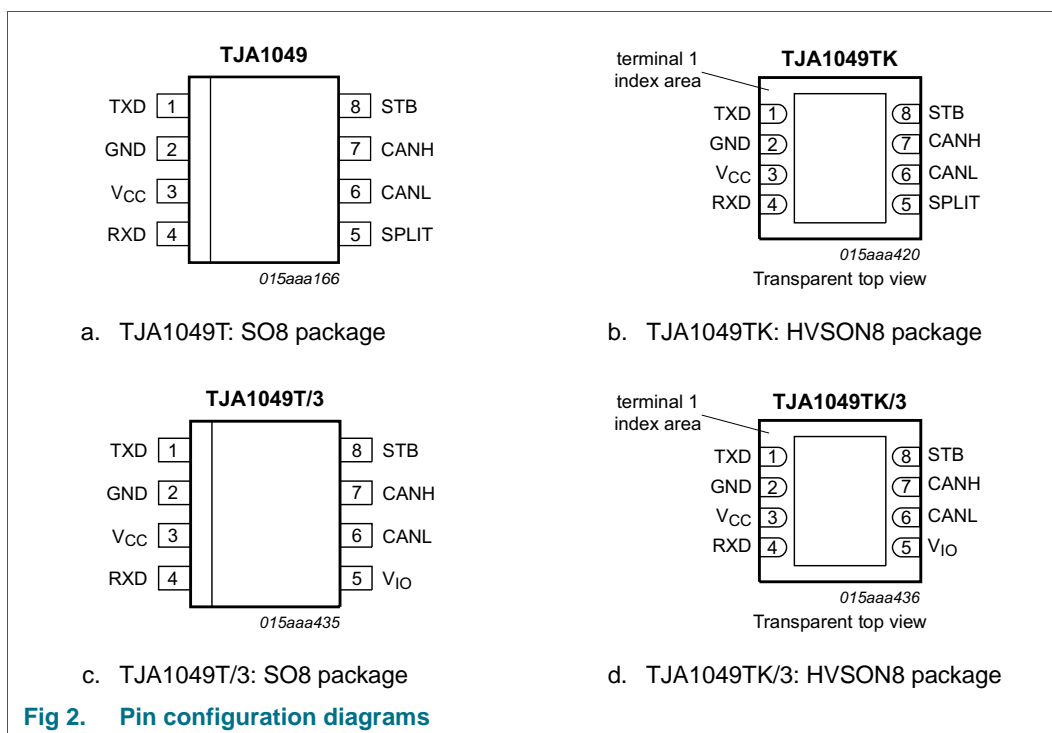 TJA1049
TXD 1
8 STB
GND 2
7 CANH
VCC 3
6 CANL
RXD 4
5 SPLIT
015aaa166
a. TJA1049T: SO8 package
terminal 1
index area
TJA1049TK
TXD 1
8 STB
GND 2
7 CANH
VCC 3
6 CANL
RXD 4
5 SPLIT
015aaa420
Transparent top view
b. TJA1049TK: HVSON8 package
TJA1049T/3
TXD 1
8 STB
GND 2
7 CANH
VCC 3
6 CANL
RXD 4
5 VIO
015aaa435
c. TJA1049T/3: SO8 package
terminal 1
index area
TJA1049TK/3
TXD 1
8 STB
GND 2
7 CANH
VCC 3
6 CANL
RXD 4
5 VIO
015aaa436
Transparent top view
d. TJA1049TK/3: HVSON8 package
Fig 2. Pin configuration diagrams